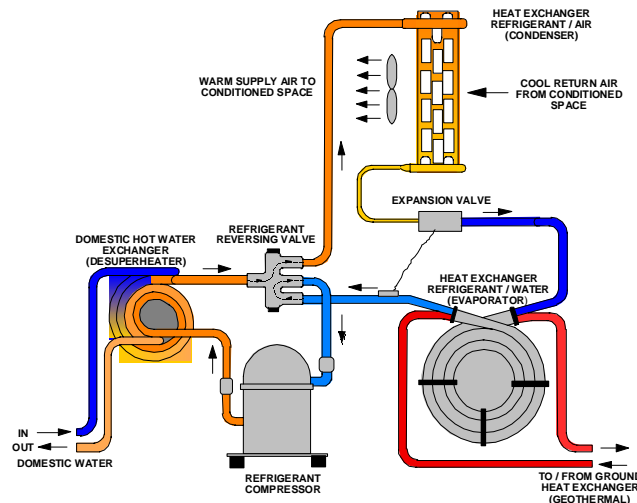 HEAT EXCHANGER
REFRIGERANT / AIR
(CONDENSER)
WARM SUPPLY AIR TO
CONDITIONED SPACE
COOL RETURN AIR
FROM CONDITIONED
SPACE
EXPANSION VALVE
REFRIGERANT
REVERSING VALVE
DOMESTIC HOT WATER
EXCHANGER
(DESUPERHEATER)
HEAT EXCHANGER
REFRIGERANT / WATER
(EVAPORATOR)
IN
OUT
DOMESTIC WATER
REFRIGERANT
COMPRESSOR
TO / FROM GROUND
HEAT EXCHANGER
(GEOTHERMAL)